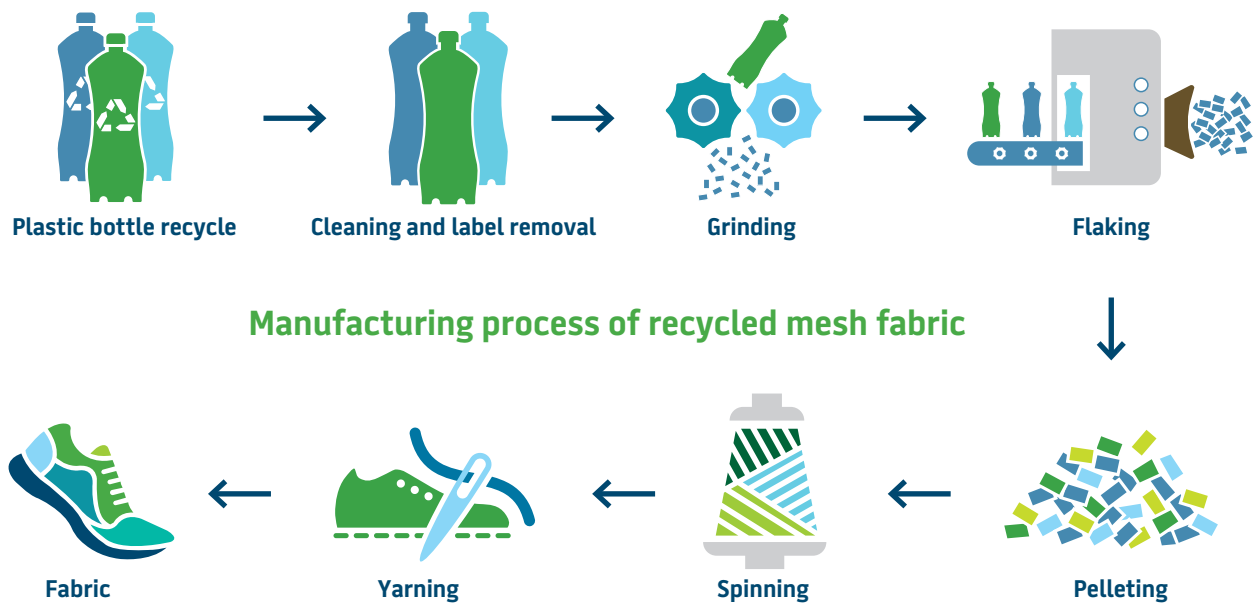 Plastic bottle recycle
Cleaning and label removal
Grinding
Flaking
Manufacturing process of recycled mesh fabric
Fabric
Yarning
Spinning
Pelleting